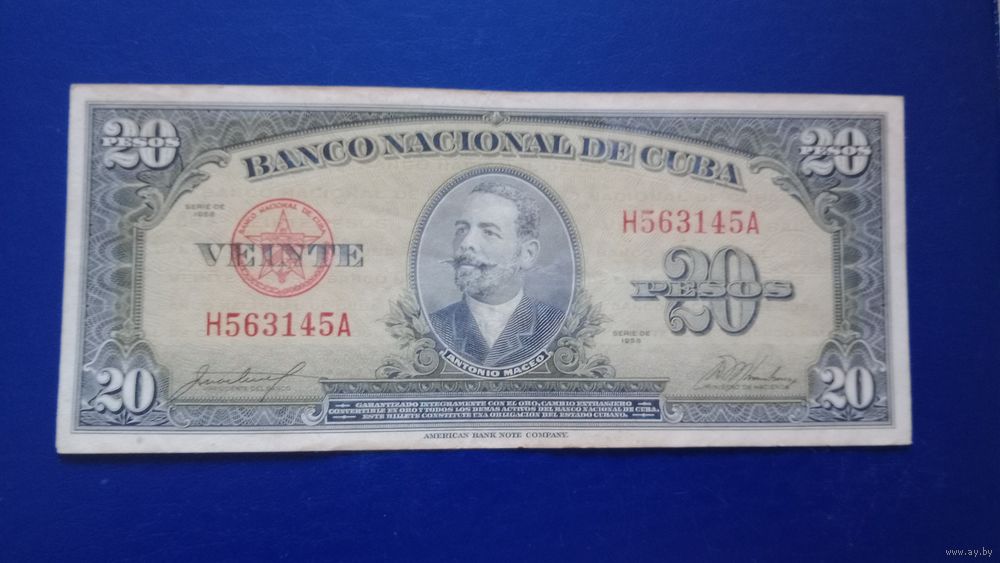 20 PESOS
20 PESOS
BANCO NACIONAL DE CUBA
SERIE DE
1958
BANCO NACIONAL DE CUBA
VEINTE
H563145A
20 PESOS
H563145A
SERIE DE
1958
ANTONIO MACEO
20
PRESIDENTE DEL BANCO
MINISTRO DE HACIENDA
20
GARANTIZADO INTEGRAMENTE CON EL ORO, CAMBIO EXTRANJERO
CONVERTIBLE EN ORO Y TODOS LOS DEMAS ACTIVOS DEL BANCO NACIONAL DE CUBA.
ESTE BILLETE CONSTITUYE UNA OBLIGACION DEL ESTADO CUBANO.
AMERICAN BANK NOTE COMPANY.
www.ay.by